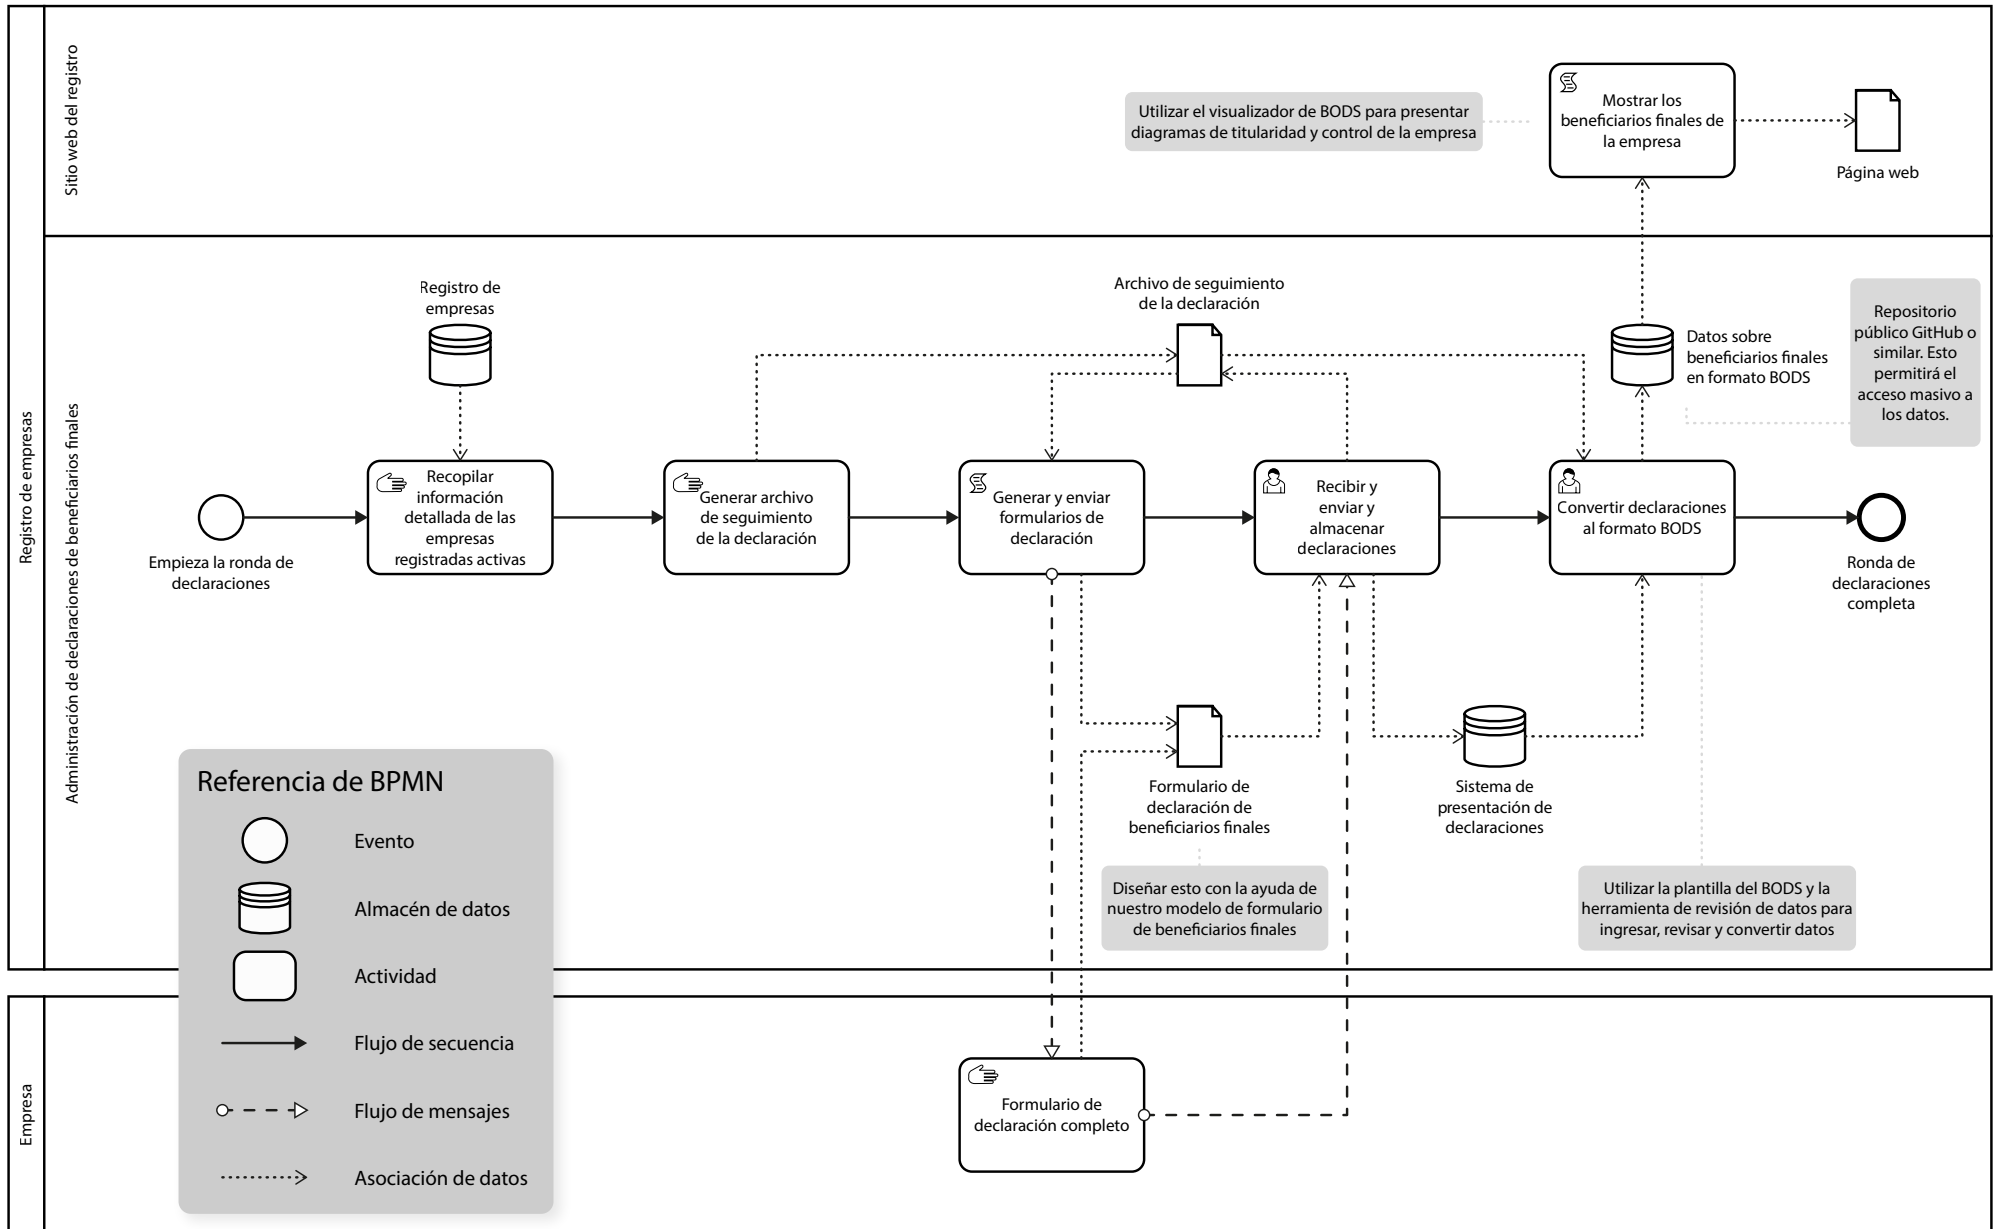 Registro de empresas
Sitio web del registro
Utilizar el visualizador de BODS para presentar
diagramas de titularidad y control de la empresa
Mostrar los
beneficiarios finales de
la empresa
Página web
Administración de declaraciones de beneficiarios finales
Registro de
empresas
Archivo de seguimiento
de la declaración
Datos sobre
beneficiarios finales
en formato BODS
Repositorio
público GitHub o
similar. Esto
permitirá el
acceso masivo a
los datos.
Empieza la ronda de
declaraciones
Recopilar
información
detallada de las
empresas
registradas activas
Generar archivo
de seguimiento
de la declaración
Generar y enviar
formularios de
declaración
Recibir y
enviar y
almacenar
declaraciones
Convertir declaraciones
al formato BODS
Ronda de
declaraciones
completa
Formulario de
declaración de
beneficiarios finales
Sistema de
presentación de
declaraciones
Diseñar esto con la ayuda de
nuestro modelo de formulario
de beneficiarios finales
Utilizar la plantilla del BODS y la
herramienta de revisión de datos para
ingresar, revisar y convertir datos
Referencia de BPMN
Evento
Almacén de datos
Actividad
Flujo de secuencia
Flujo de mensajes
Asociación de datos
Empresa
Formulario de
declaración completo